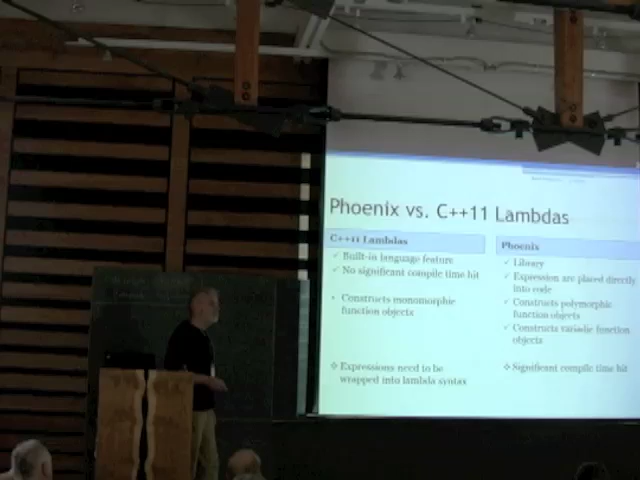 Phoenix vs. C++11 Lambdas
C++11 Lambdas
✓ Built-in language feature
✓ No significant compile time hit
• Constructs monomorphic
function objects
❖ Expressions need to be
wrapped into lambda syntax
Phoenix
✓ Library
✓ Expression are placed directly
into code
✓ Constructs polymorphic
function objects
✓ Constructs variadic function
objects
❖ Significant compile time hit